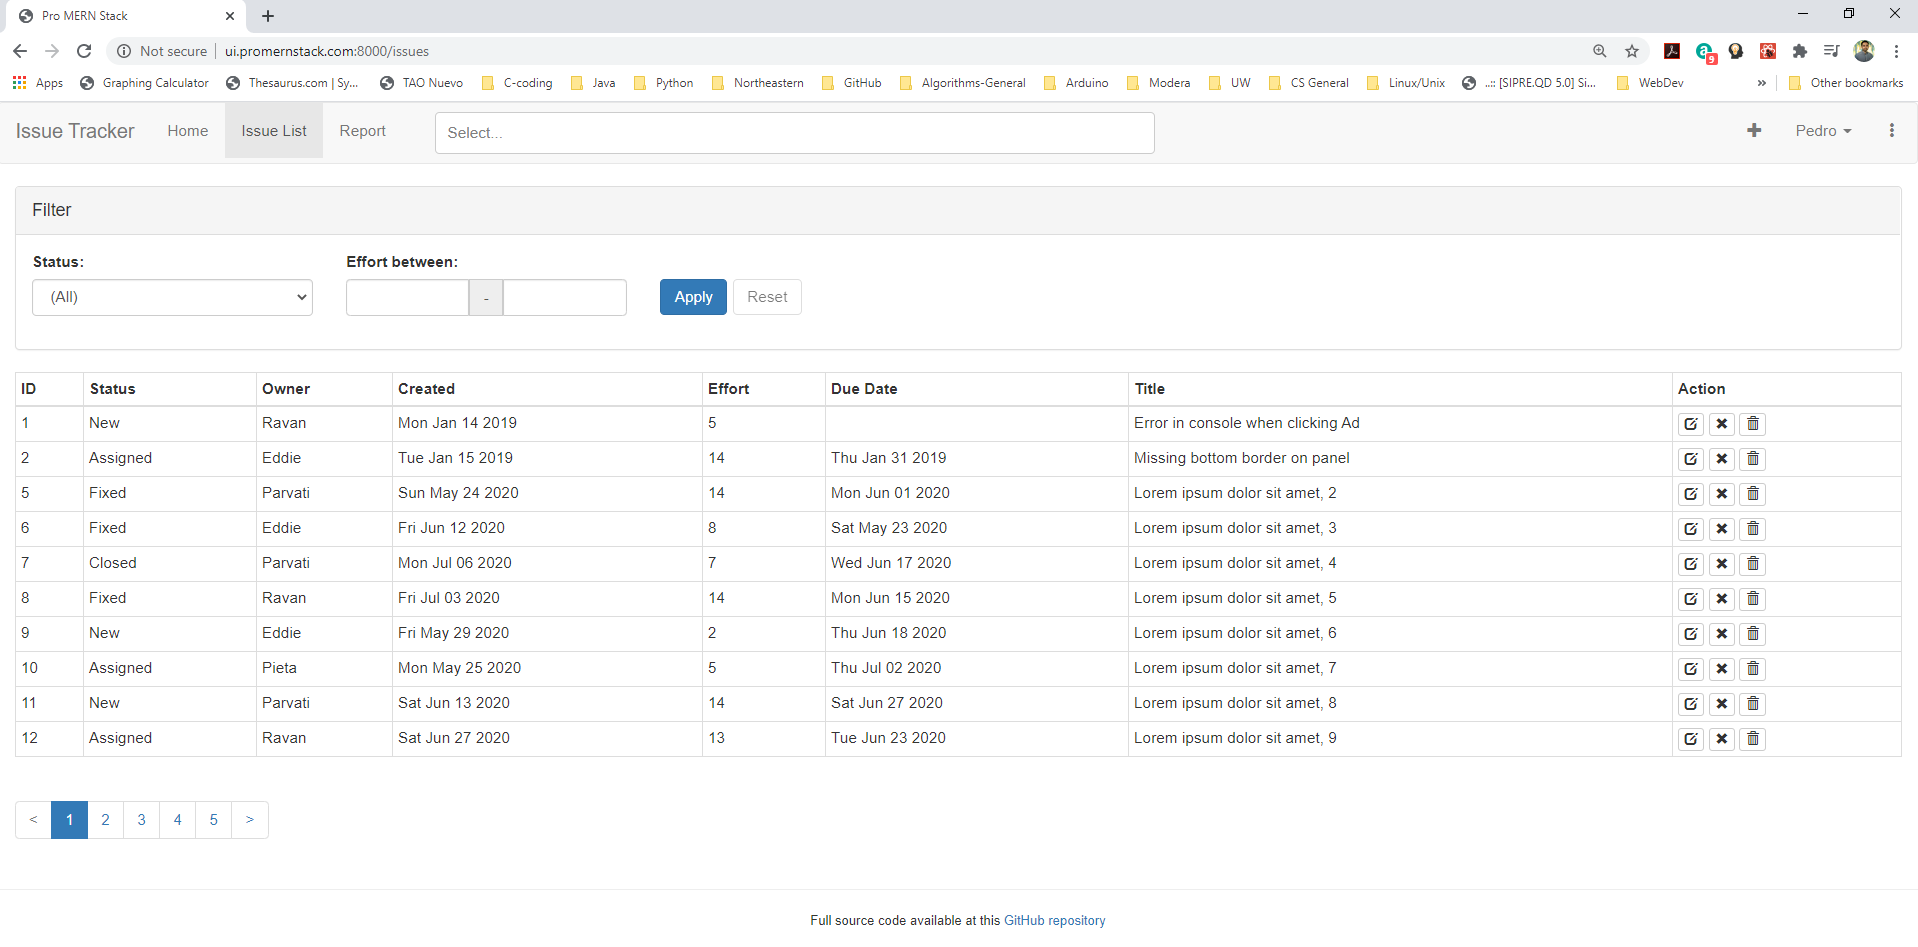 Pro MERN Stack
Not secure ui.promernstack.com:8000/issues
9
Apps Graphing Calculator Thesaurus.com | Sy... TAO Nuevo C-coding Java Python Northeastern GitHub Algorithms-General Arduino Modera UW CS General Linux/Unix ..:: [SIPRE.QD 5.0] Si... WebDev » Other bookmarks
Issue Tracker Home Issue List Report Select... Pedro
Filter
Status: Effort between:
(All) - Apply Reset
ID Status Owner Created Effort Due Date Title Action
1 New Ravan Mon Jan 14 2019 5 Error in console when clicking Ad
2 Assigned Eddie Tue Jan 15 2019 14 Thu Jan 31 2019 Missing bottom border on panel
5 Fixed Parvati Sun May 24 2020 14 Mon Jun 01 2020 Lorem ipsum dolor sit amet, 2
6 Fixed Eddie Fri Jun 12 2020 8 Sat May 23 2020 Lorem ipsum dolor sit amet, 3
7 Closed Parvati Mon Jul 06 2020 7 Wed Jun 17 2020 Lorem ipsum dolor sit amet, 4
8 Fixed Ravan Fri Jul 03 2020 14 Mon Jun 15 2020 Lorem ipsum dolor sit amet, 5
9 New Eddie Fri May 29 2020 2 Thu Jun 18 2020 Lorem ipsum dolor sit amet, 6
10 Assigned Pieta Mon May 25 2020 5 Thu Jul 02 2020 Lorem ipsum dolor sit amet, 7
11 New Parvati Sat Jun 13 2020 14 Sat Jun 27 2020 Lorem ipsum dolor sit amet, 8
12 Assigned Ravan Sat Jun 27 2020 13 Tue Jun 23 2020 Lorem ipsum dolor sit amet, 9
< 1 2 3 4 5 >
Full source code available at this GitHub repository